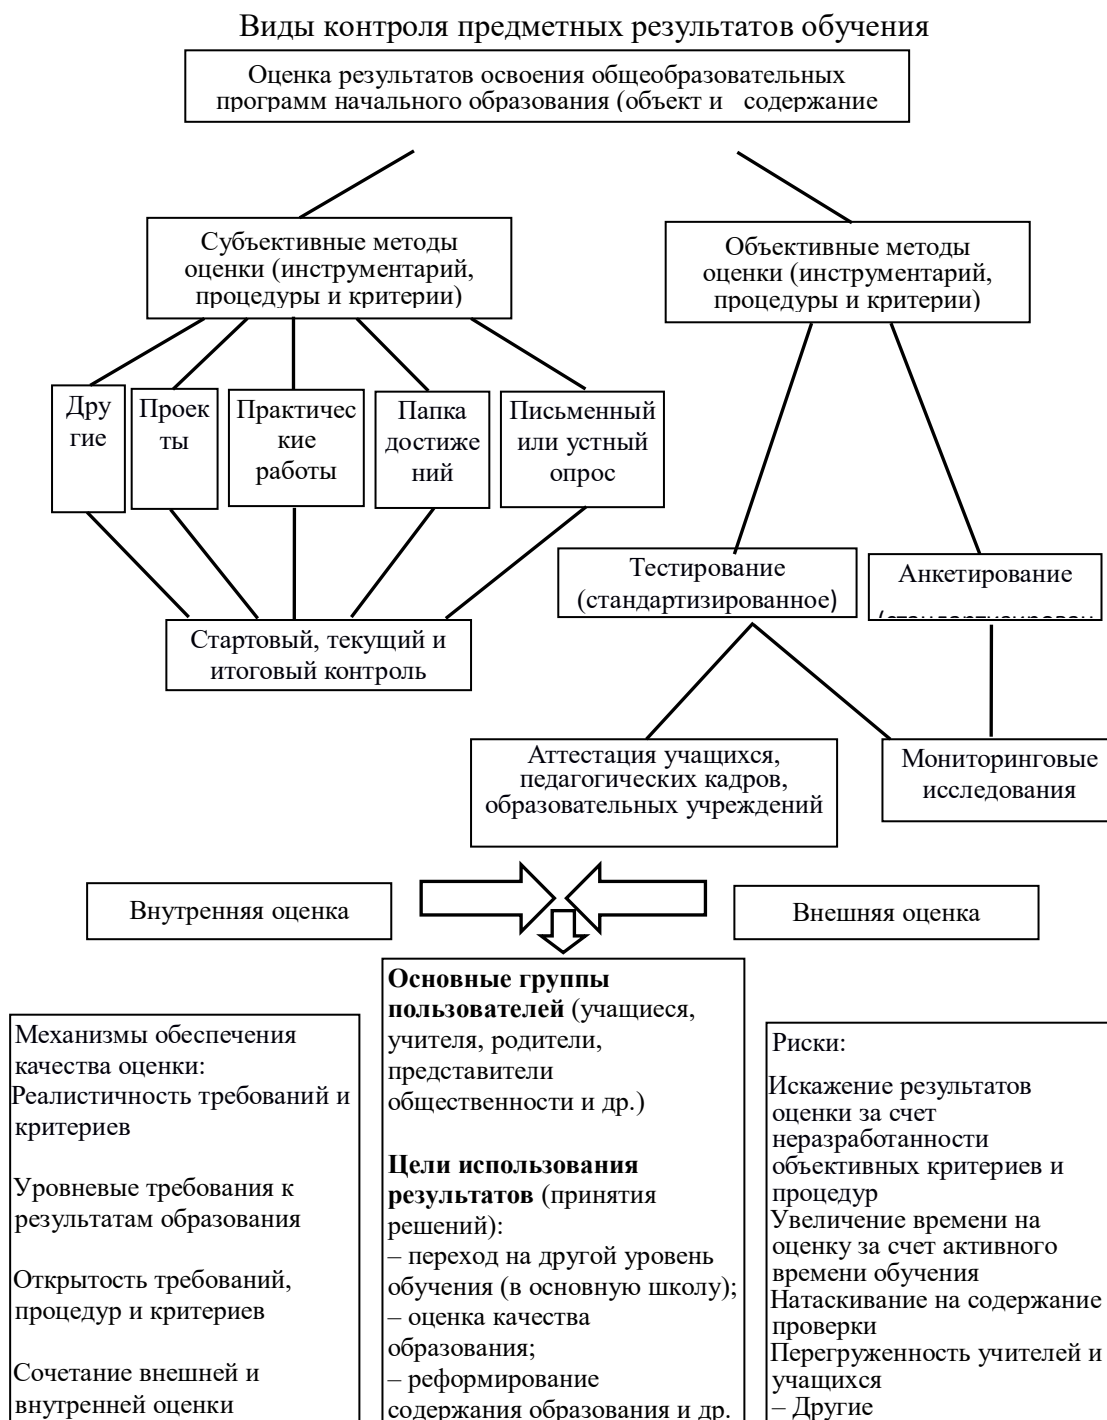 Виды контроля предметных результатов обучения
Оценка результатов освоения общеобразовательных
программ начального образования (объект и содержание
Субъективные методы
оценки (инструментарий,
процедуры и критерии)
Объективные методы
оценки (инструментарий,
процедуры и критерии)
Дру
гие
Проек
ты
Практичес
кие
работы
Папка
достиже
ний
Письменный
или устный
опрос
Тестирование
(стандартизированное)
Анкетирование
Стартовый, текущий и
итоговый контроль
Аттестация учащихся,
педагогических кадров,
образовательных учреждений
Мониторинговые
исследования
Внутренняя оценка
Внешняя оценка
Механизмы обеспечения
качества оценки:
Реалистичность требований и
критериев
Уровневые требования к
результатам образования
Открытость требований,
процедур и критериев
Сочетание внешней и
внутренней оценки
Основные группы
пользователей (учащиеся,
учителя, родители,
представители
общественности и др.)
Цели использования
результатов (принятия
решений):
– переход на другой уровень
обучения (в основную школу);
– оценка качества
образования;
– реформирование
содержания образования и др.
Риски:
Искажение результатов
оценки за счет
неразработанности
объективных критериев и
процедур
Увеличение времени на
оценку за счет активного
времени обучения
Натаскивание на содержание
проверки
Перегруженность учителей и
учащихся
– Другие